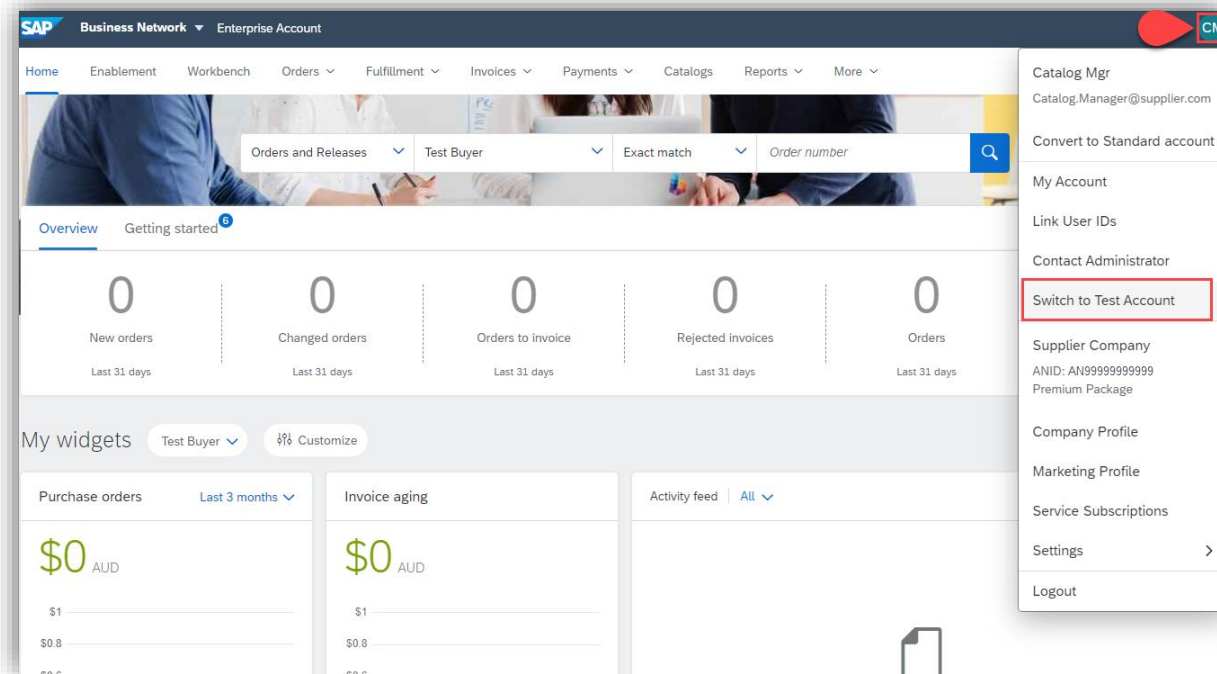 SAP Business Network Enterprise Account
CM
Home Enablement Workbench Orders Fulfillment Invoices Payments Catalogs Reports More
Orders and Releases Test Buyer Exact match Order number
Overview Getting started 6
0 0 0 0 0
New orders Changed orders Orders to invoice Rejected invoices Orders
Last 31 days Last 31 days Last 31 days Last 31 days Last 31 days
My widgets Test Buyer Customize
Purchase orders Last 3 months
$0 AUD
$1
$0.8
Invoice aging
$0 AUD
$1
$0.8
Activity feed All
Catalog Mgr
Catalog.Manager@supplier.com
Convert to Standard account
My Account
Link User IDs
Contact Administrator
Switch to Test Account
Supplier Company
ANID: AN99999999999
Premium Package
Company Profile
Marketing Profile
Service Subscriptions
Settings
Logout